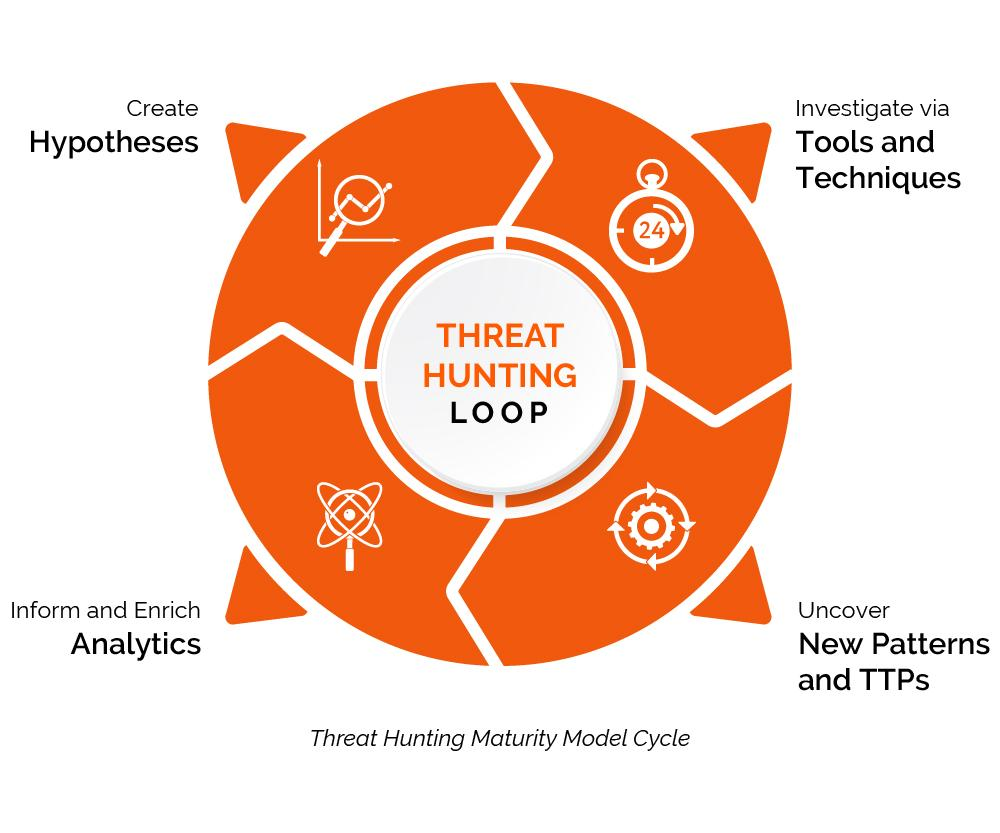 Create
Hypotheses
Investigate via
Tools and
Techniques
24
THREAT
HUNTING
LOOP
Inform and Enrich
Analytics
Uncover
New Patterns
and TTPs
Threat Hunting Maturity Model Cycle